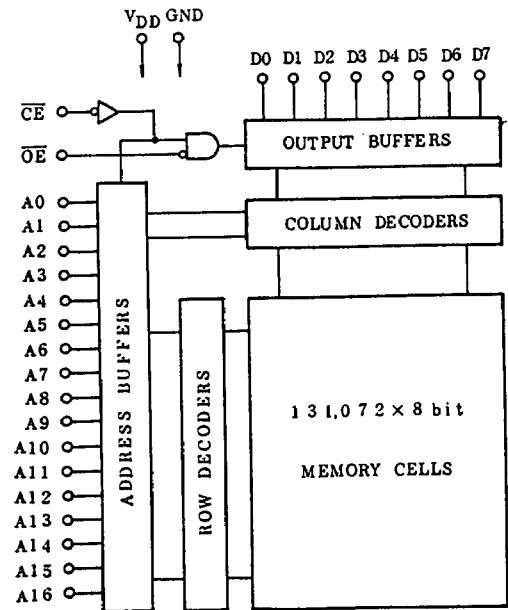 VDD GND
D0 D1 D2 D3 D4 D5 D6 D7
CE
OE
OUTPUT BUFFERS
COLUMN DECODERS
A0
A1
A2
A3
A4
A5
A6
A7
A8
A9
A10
A11
A12
A13
A14
A15
A16
ADDRESS BUFFERS
ROW DECODERS
131,072×8 bit
MEMORY CELLS